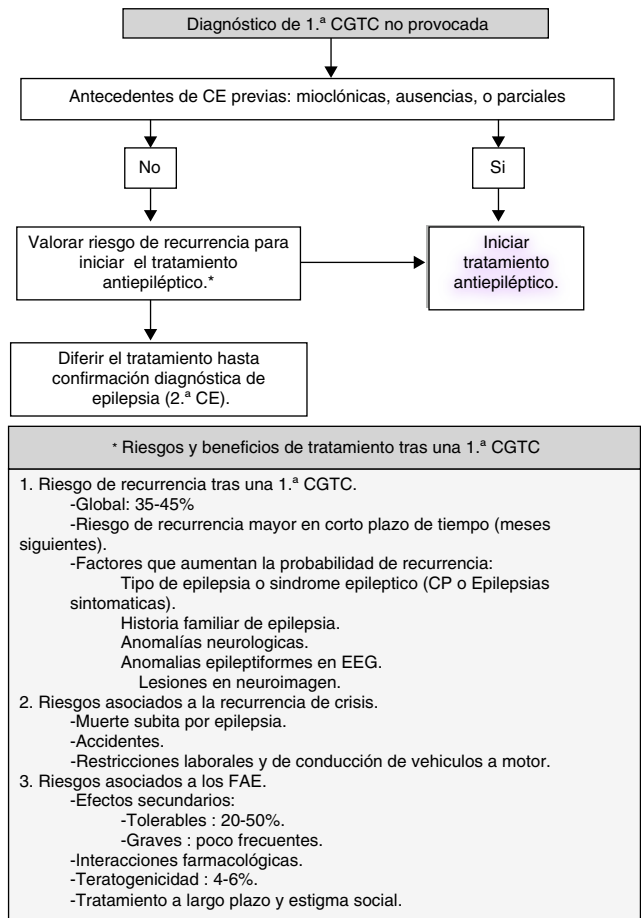 Diagnóstico de 1.ª CGTC no provocada
Antecedentes de CE previas: mioclónicas, ausencias, o parciales
No
Si
Valorar riesgo de recurrencia para
iniciar el tratamiento
antiepiléptico.*
Iniciar
tratamiento
antiepiléptico.
Diferir el tratamiento hasta
confirmación diagnóstica de
epilepsia (2.ª CE).
* Riesgos y beneficios de tratamiento tras una 1.ª CGTC
1. Riesgo de recurrencia tras una 1.ª CGTC.
-Global: 35-45%
-Riesgo de recurrencia mayor en corto plazo de tiempo (meses
siguientes).
-Factores que aumentan la probabilidad de recurrencia:
Tipo de epilepsia o sindrome epileptico (CP o Epilepsias
sintomaticas).
Historia familiar de epilepsia.
Anomalías neurologicas.
Anomalias epileptiformes en EEG.
Lesiones en neuroimagen.
2. Riesgos asociados a la recurrencia de crisis.
-Muerte subita por epilepsia.
-Accidentes.
-Restricciones laborales y de conducción de vehiculos a motor.
3. Riesgos asociados a los FAE.
-Efectos secundarios:
-Tolerables : 20-50%.
-Graves : poco frecuentes.
-Interacciones farmacológicas.
-Teratogenicidad : 4-6%.
-Tratamiento a largo plazo y estigma social.